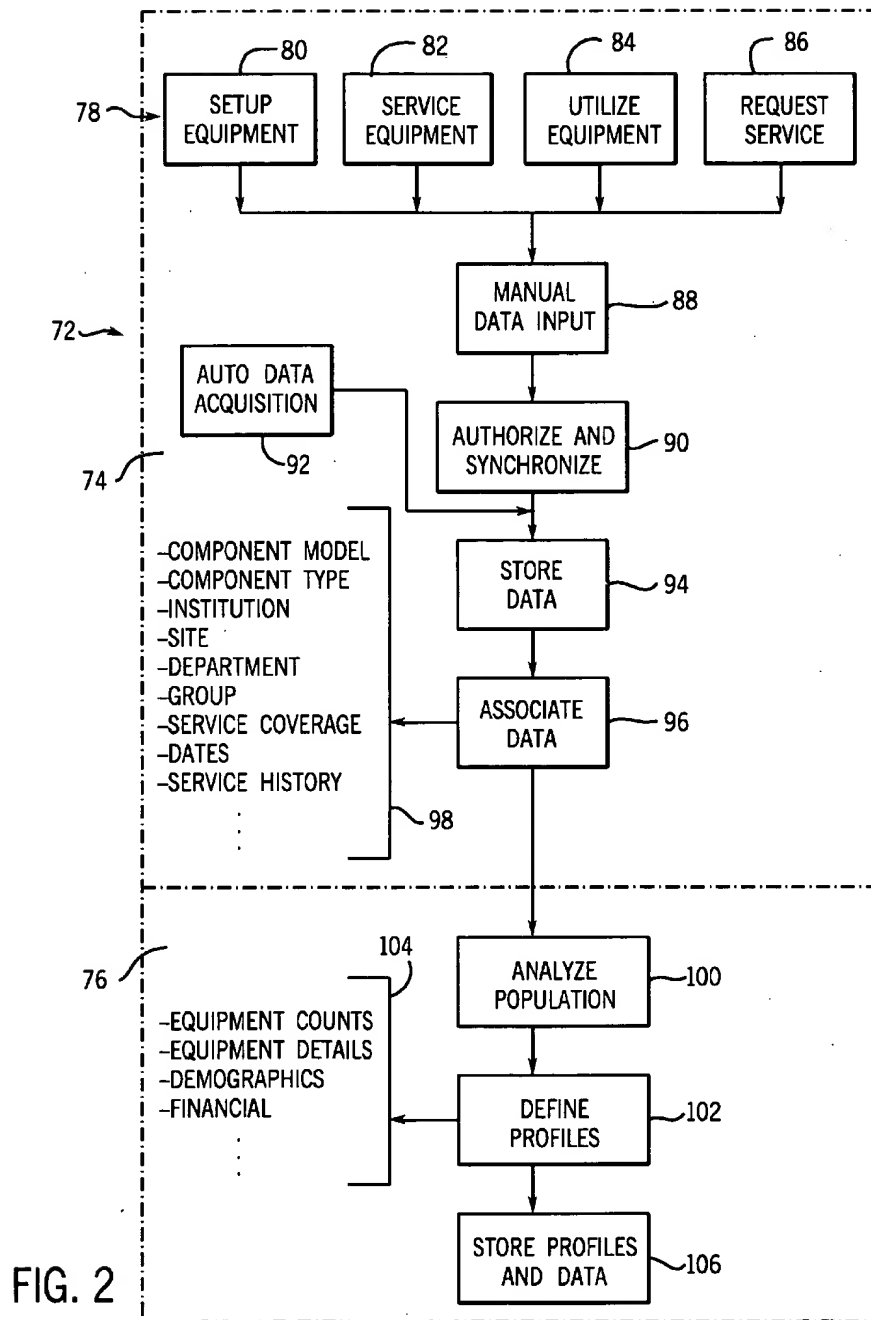 80
82
84
86
78
SETUP
EQUIPMENT
SERVICE
EQUIPMENT
UTILIZE
EQUIPMENT
REQUEST
SERVICE
MANUAL
DATA INPUT
88
72
AUTO DATA
ACQUISITION
92
AUTHORIZE AND
SYNCHRONIZE
90
74
-COMPONENT MODEL
-COMPONENT TYPE
-INSTITUTION
-SITE
-DEPARTMENT
-GROUP
-SERVICE COVERAGE
-DATES
-SERVICE HISTORY
98
STORE
DATA
94
ASSOCIATE
DATA
96
76
104
-EQUIPMENT COUNTS
-EQUIPMENT DETAILS
-DEMOGRAPHICS
-FINANCIAL
ANALYZE
POPULATION
100
DEFINE
PROFILES
102
STORE PROFILES
AND DATA
106
FIG. 2